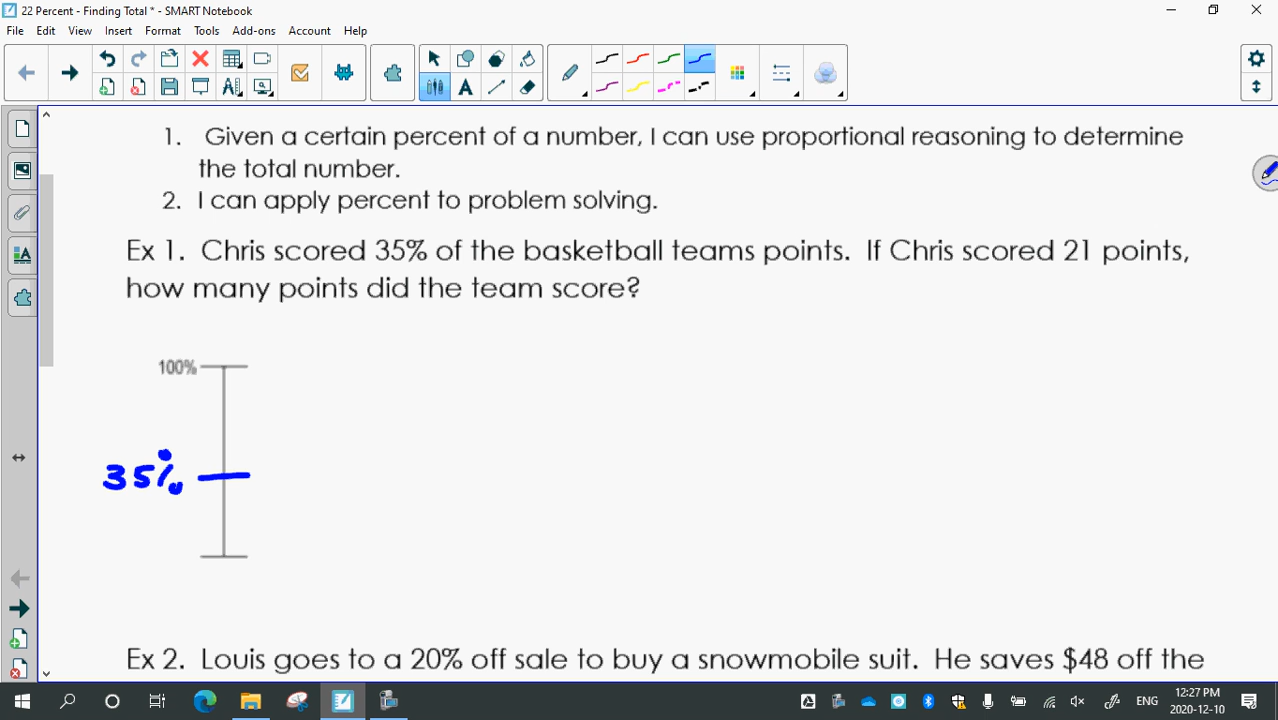 22 Percent - Finding Total * - SMART Notebook
File Edit View Insert Format Tools Add-ons Account Help
1. Given a certain percent of a number, I can use proportional reasoning to determine
the total number.
2. I can apply percent to problem solving.
Ex 1. Chris scored 35% of the basketball teams points. If Chris scored 21 points,
how many points did the team score?
100%
35%
Ex 2. Louis goes to a 20% off sale to buy a snowmobile suit. He saves $48 off the
ENG
12:27 PM
2020-12-10